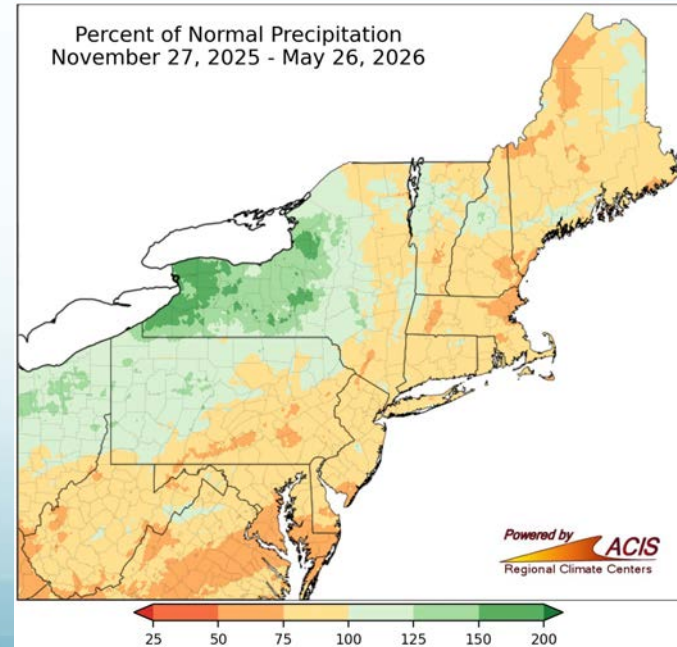 Percent of Normal Precipitation
November 27, 2025 - May 26, 2026
Powered by
ACIS
Regional Climate Centers
25 50 75 100 125 150 200